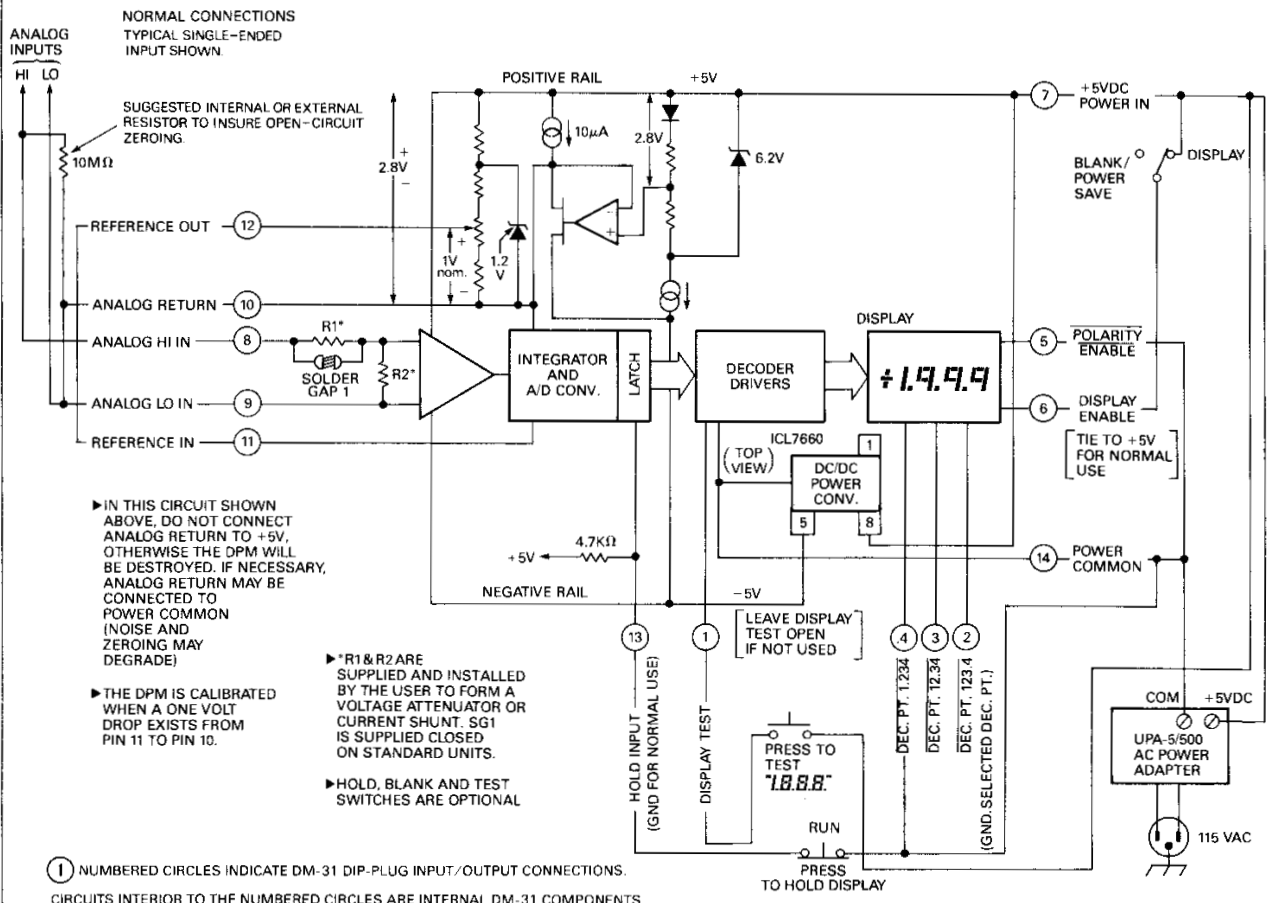 NORMAL CONNECTIONS
TYPICAL SINGLE-ENDED
INPUT SHOWN.
ANALOG
INPUTS
HI LO
SUGGESTED INTERNAL OR EXTERNAL
RESISTOR TO INSURE OPEN-CIRCUIT
ZEROING.
10MΩ
POSITIVE RAIL
+5V
+
2.8V
-
10μA
2.8V
6.2V
7
+5VDC
POWER IN
BLANK/
POWER
SAVE
DISPLAY
REFERENCE OUT
12
+
1V
nom.
-
1.2
V
-
+
ANALOG RETURN
10
ANALOG HI IN
8
R1*
SOLDER
GAP 1
R2*
ANALOG LO IN
9
REFERENCE IN
11
INTEGRATOR
AND
A/D CONV.
LATCH
DECODER
DRIVERS
DISPLAY
+1.9.9.9
5
POLARITY
ENABLE
6
DISPLAY
ENABLE
[TIE TO +5V
FOR NORMAL
USE]
ICL7660
(TOP
VIEW)
1
DC/DC
POWER
CONV.
5
8
14
POWER
COMMON
▶IN THIS CIRCUIT SHOWN
ABOVE, DO NOT CONNECT
ANALOG RETURN TO +5V,
OTHERWISE THE DPM WILL
BE DESTROYED. IF NECESSARY,
ANALOG RETURN MAY BE
CONNECTED TO
POWER COMMON
(NOISE AND
ZEROING MAY
DEGRADE)
▶THE DPM IS CALIBRATED
WHEN A ONE VOLT
DROP EXISTS FROM
PIN 11 TO PIN 10.
+5V
4.7KΩ
NEGATIVE RAIL
-5V
▶*R1&R2 ARE
SUPPLIED AND INSTALLED
BY THE USER TO FORM A
VOLTAGE ATTENUATOR OR
CURRENT SHUNT. SG1
IS SUPPLIED CLOSED
ON STANDARD UNITS.
▶HOLD, BLANK AND TEST
SWITCHES ARE OPTIONAL
13
1
[LEAVE DISPLAY
TEST OPEN
IF NOT USED]
4
3
2
HOLD INPUT
(GND FOR NORMAL USE)
DISPLAY TEST
DEC. PT. 1.234
DEC. PT. 12.34
DEC. PT. 123.4
(GND. SELECTED DEC. PT.)
PRESS TO
TEST
"1.8.8.8."
RUN
PRESS
TO HOLD DISPLAY
COM +5VDC
UPA-5/500
AC POWER
ADAPTER
115 VAC
1 NUMBERED CIRCLES INDICATE DM-31 DIP-PLUG INPUT/OUTPUT CONNECTIONS.
CIRCUITS INTERIOR TO THE NUMBERED CIRCLES ARE INTERNAL DM-31 COMPONENTS